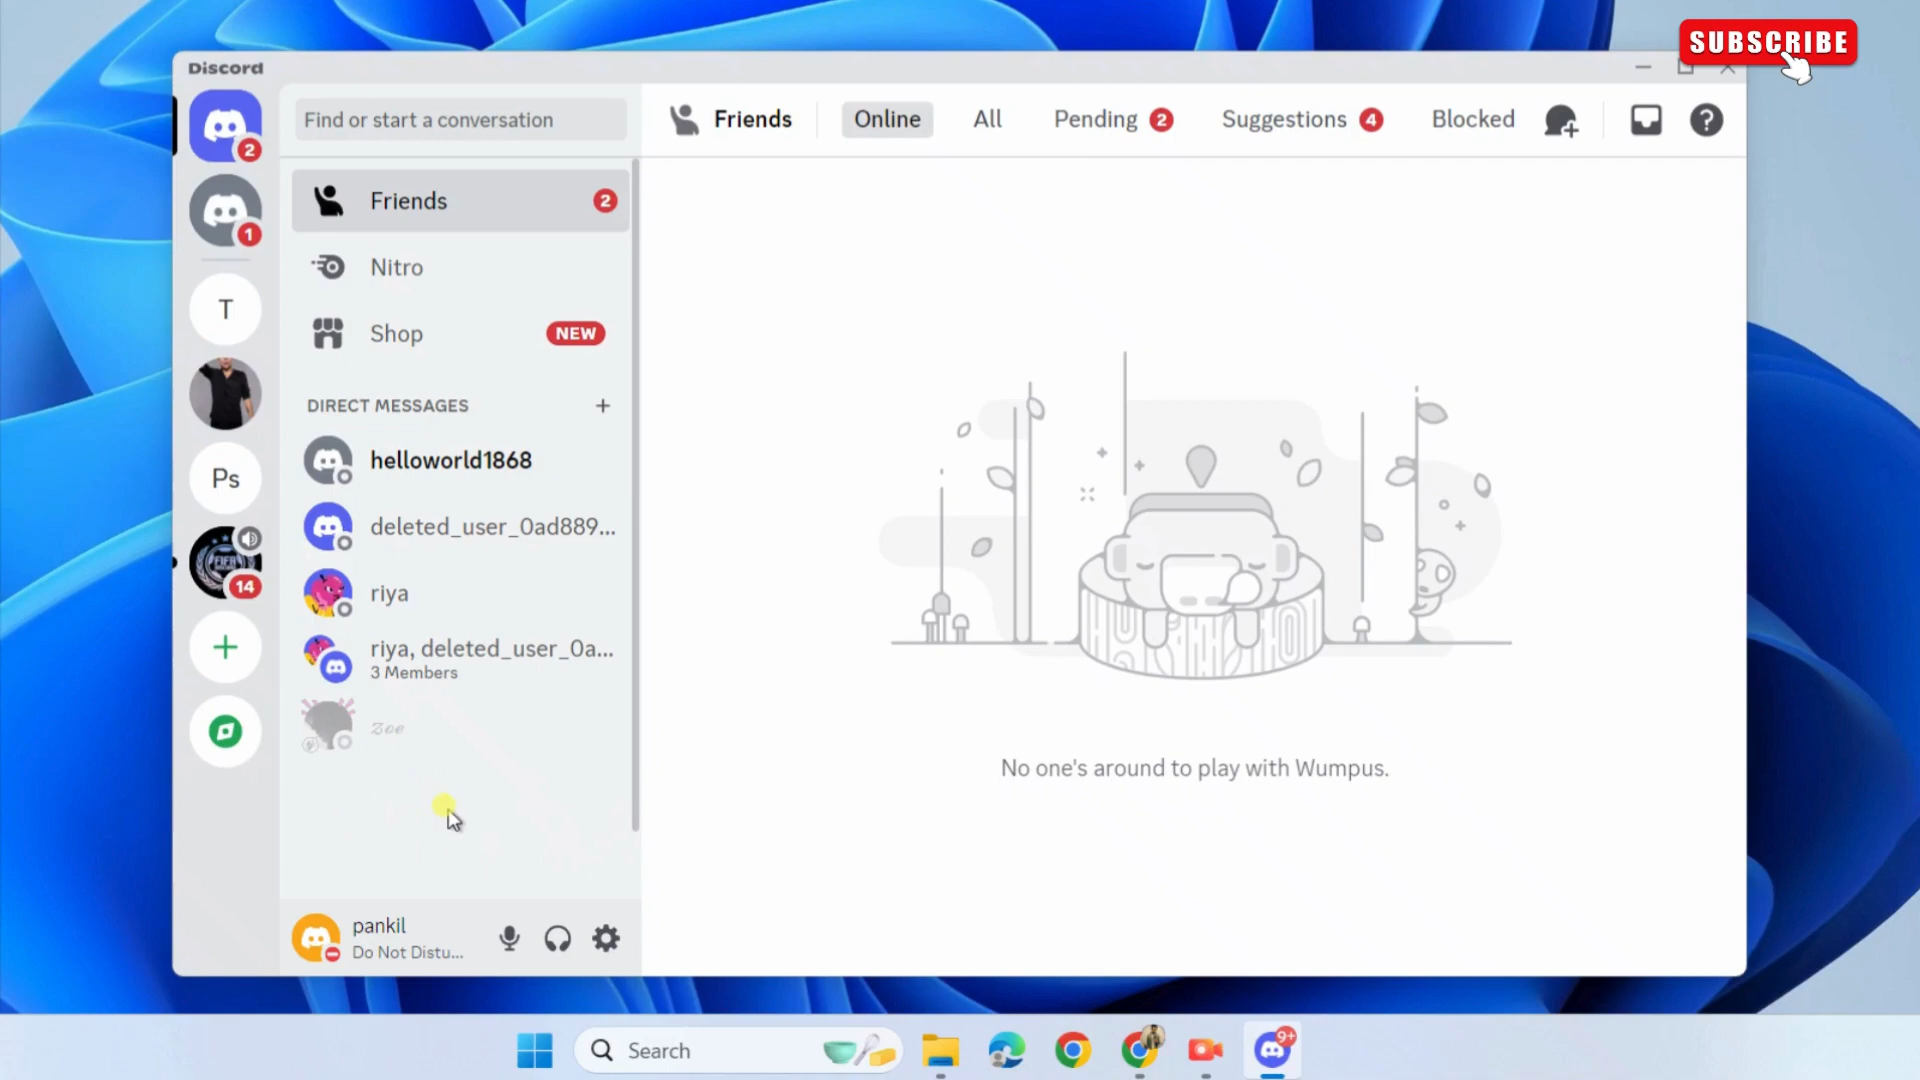 SUBSCRIBE
Discord
2
1
T
Ps
14
Find or start a conversation
Friends 2
Nitro
Shop NEW
DIRECT MESSAGES +
helloworld1868
deleted_user_0ad889...
riya
riya, deleted_user_0a...
3 Members
Zoe
pankil
Do Not Distu...
Friends Online All Pending 2 Suggestions 4 Blocked
No one's around to play with Wumpus.
Search
9+